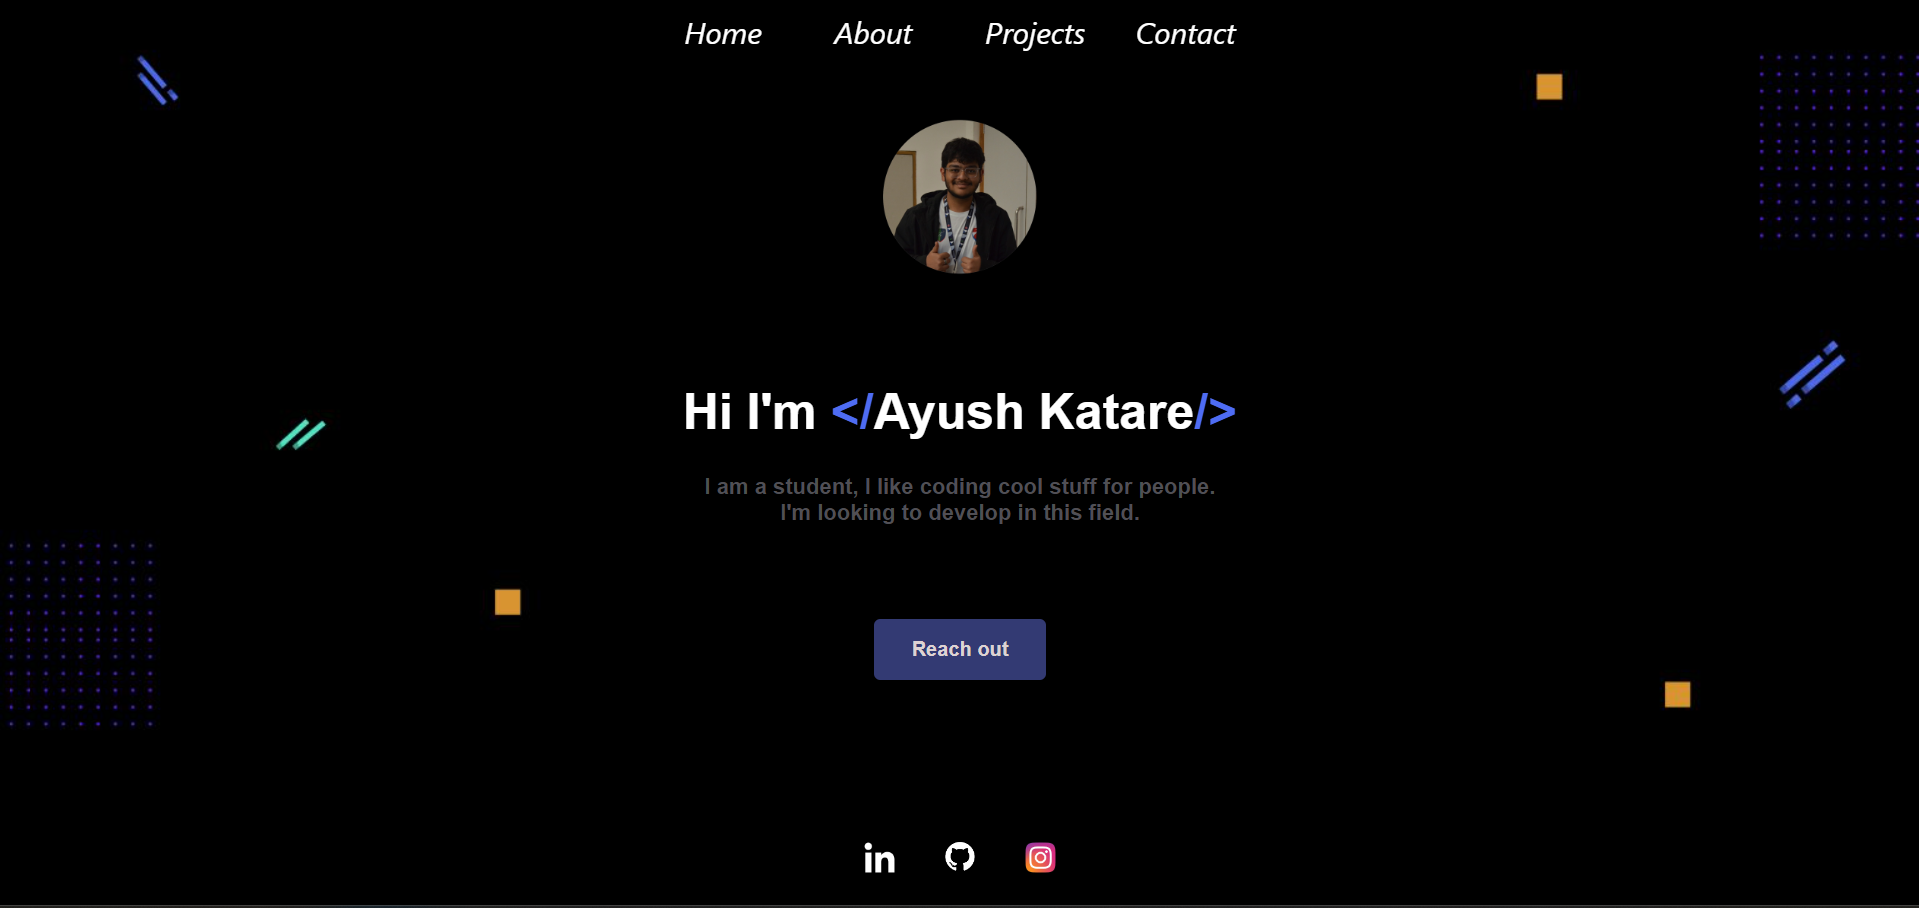 Home About Projects Contact
Hi I'm </Ayush Katare/>
I am a student, I like coding cool stuff for people.
I'm looking to develop in this field.
Reach out
in